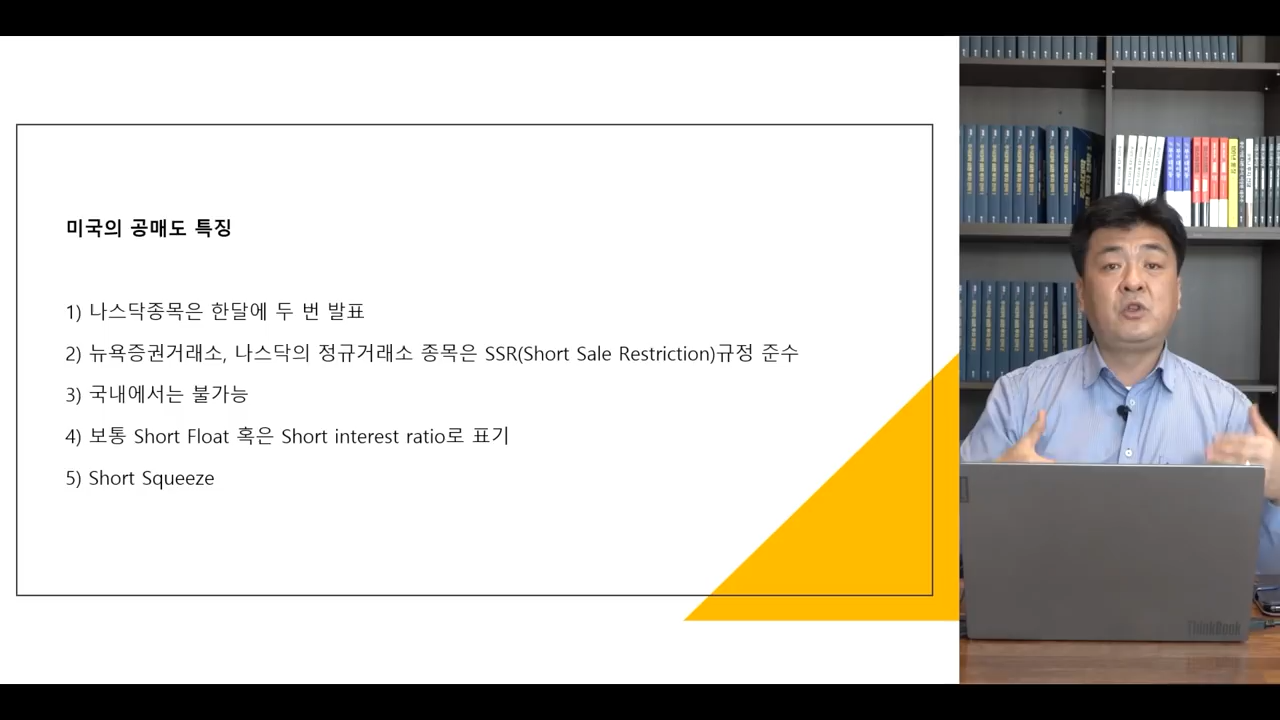 미국의 공매도 특징
1) 나스닥종목은 한달에 두 번 발표
2) 뉴욕증권거래소, 나스닥의 정규거래소 종목은 SSR(Short Sale Restriction)규정 준수
3) 국내에서는 불가능
4) 보통 Short Float 혹은 Short interest ratio로 표기
5) Short Squeeze
ThinkBook